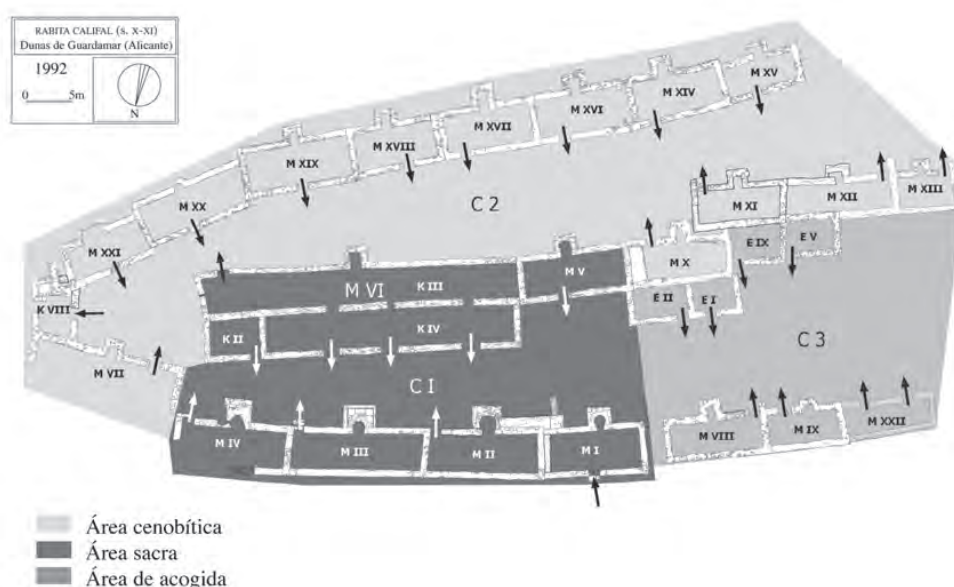 RABITA CALIFAL (S. X-XI)
Dunas de Guardamar (Alicante)
1992
0 5m
N
M XV
M XIV
M XVI
M XVII
M XVIII
M XIX
M XX
M XXI
K VIII
M VII
C 2
M XI
M XII
M XIII
E IX
E V
M X
E II
E I
M V
M VI
K III
K II
K IV
C 3
C I
M IV
M III
M II
M I
M VIII
M IX
M XXII
Área cenobítica
Área sacra
Área de acogida